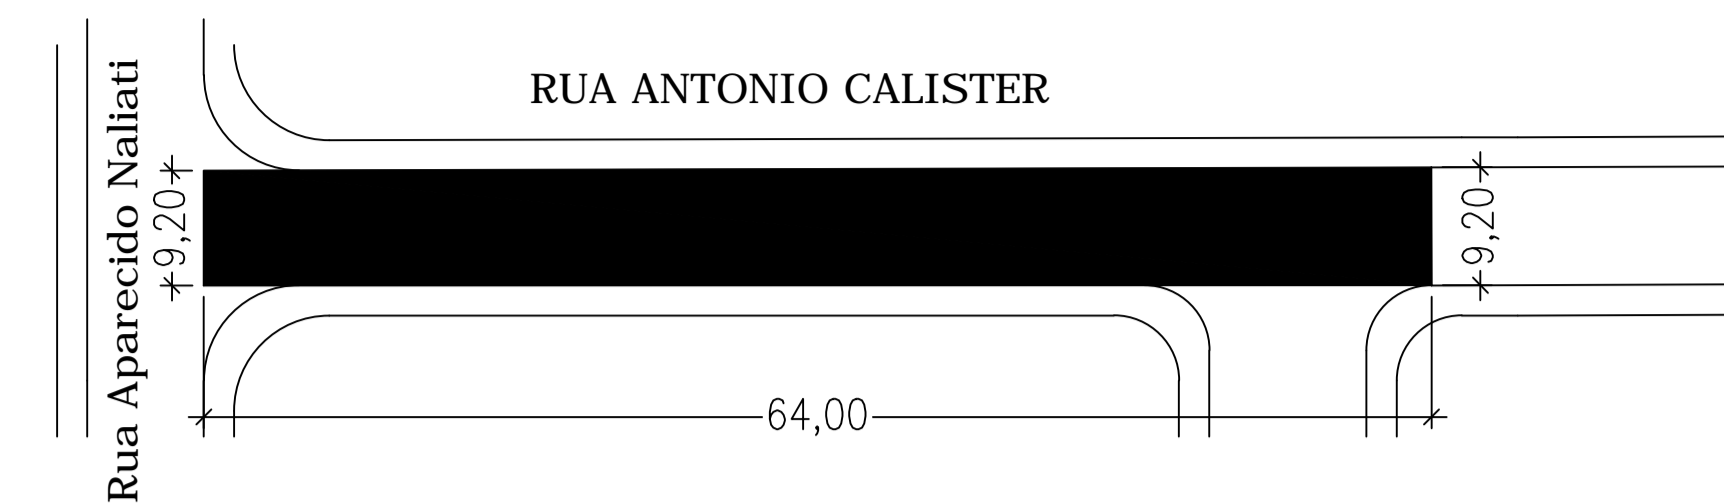 RUA ANTONIO CALISTER
Rua Aparecido Naliati
9,20
9,20
64,00